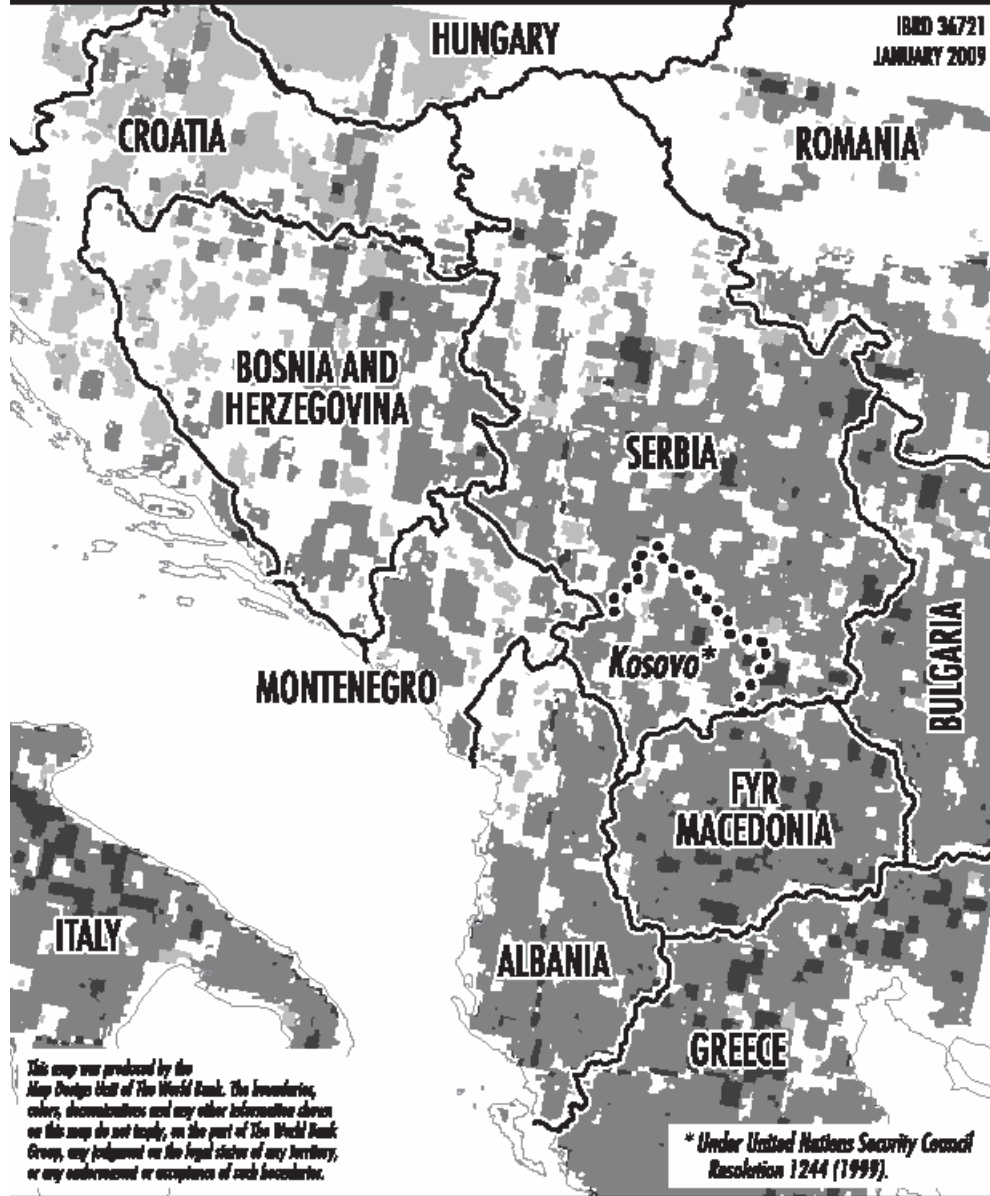 HUNGARY
IBRD 36721
JANUARY 2009
CROATIA
ROMANIA
BOSNIA AND
HERZEGOVINA
SERBIA
Kosovo*
BULGARIA
MONTENEGRO
FYR
MACEDONIA
ITALY
ALBANIA
GREECE
This map was produced by the
Map Design Unit of The World Bank. The boundaries,
colors, denominations and any other information shown
on this map do not imply, on the part of The World Bank
Group, any judgment on the legal status of any territory,
or any endorsement or acceptance of such boundaries.
* Under United Nations Security Council
Resolution 1244 (1999).